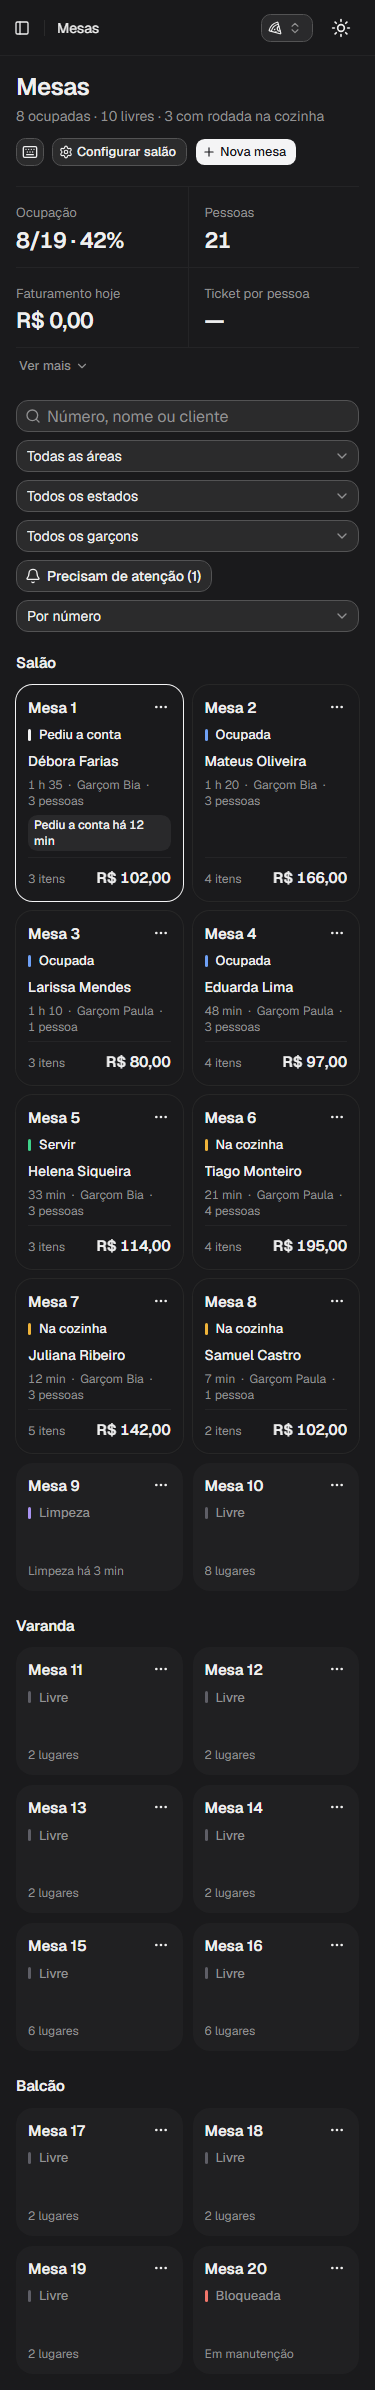 Mesas
Mesas
8 ocupadas · 10 livres · 3 com rodada na cozinha
Configurar salão
Nova mesa
Ocupação
8/19 · 42%
Pessoas
21
Faturamento hoje
R$ 0,00
Ticket por pessoa
—
Ver mais
Número, nome ou cliente
Todas as áreas
Todos os estados
Todos os garçons
Precisam de atenção (1)
Por número
Salão
Mesa 1
Pediu a conta
Débora Farias
1 h 35 · Garçom Bia ·
3 pessoas
Pediu a conta há 12
min
3 itens
R$ 102,00
Mesa 2
Ocupada
Mateus Oliveira
1 h 20 · Garçom Bia ·
3 pessoas
4 itens
R$ 166,00
Mesa 3
Ocupada
Larissa Mendes
1 h 10 · Garçom Paula ·
1 pessoa
3 itens
R$ 80,00
Mesa 4
Ocupada
Eduarda Lima
48 min · Garçom Paula ·
3 pessoas
4 itens
R$ 97,00
Mesa 5
Servir
Helena Siqueira
33 min · Garçom Bia ·
3 pessoas
3 itens
R$ 114,00
Mesa 6
Na cozinha
Tiago Monteiro
21 min · Garçom Paula ·
4 pessoas
4 itens
R$ 195,00
Mesa 7
Na cozinha
Juliana Ribeiro
12 min · Garçom Bia ·
3 pessoas
5 itens
R$ 142,00
Mesa 8
Na cozinha
Samuel Castro
7 min · Garçom Paula ·
1 pessoa
2 itens
R$ 102,00
Mesa 9
Limpeza
Limpeza há 3 min
Mesa 10
Livre
8 lugares
Varanda
Mesa 11
Livre
2 lugares
Mesa 12
Livre
2 lugares
Mesa 13
Livre
2 lugares
Mesa 14
Livre
2 lugares
Mesa 15
Livre
6 lugares
Mesa 16
Livre
6 lugares
Balcão
Mesa 17
Livre
2 lugares
Mesa 18
Livre
2 lugares
Mesa 19
Livre
2 lugares
Mesa 20
Bloqueada
Em manutenção